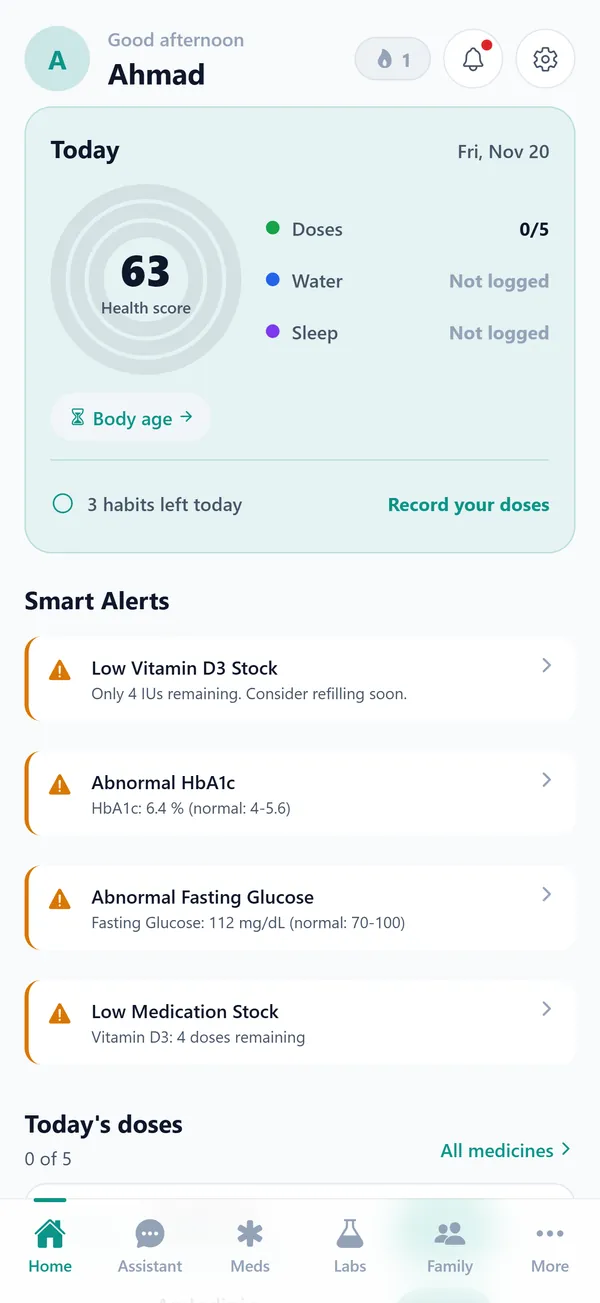 A
Good afternoon
Ahmad
1
Today
Fri, Nov 20
63
Health score
Doses
0/5
Water
Not logged
Sleep
Not logged
Body age →
3 habits left today
Record your doses
Smart Alerts
Low Vitamin D3 Stock
Only 4 IUs remaining. Consider refilling soon.
Abnormal HbA1c
HbA1c: 6.4 % (normal: 4-5.6)
Abnormal Fasting Glucose
Fasting Glucose: 112 mg/dL (normal: 70-100)
Low Medication Stock
Vitamin D3: 4 doses remaining
Today's doses
0 of 5
All medicines
Home
Assistant
Meds
Labs
Family
More